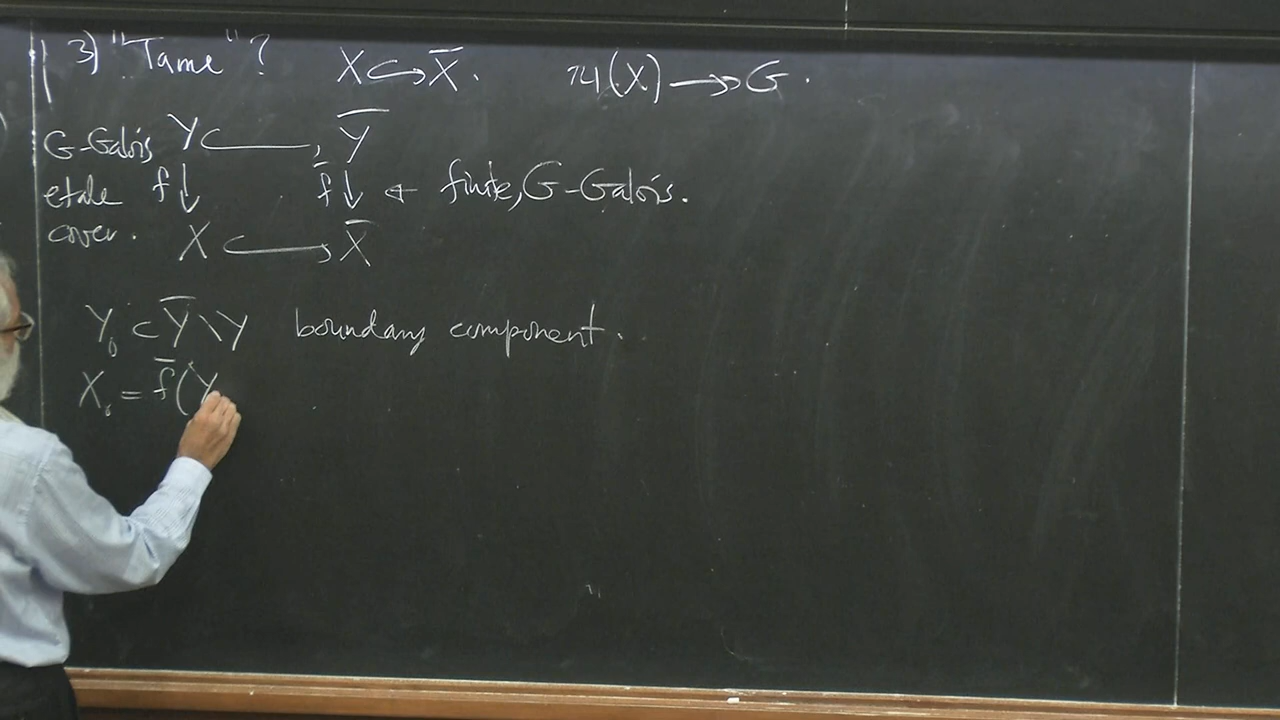 3) "Tame"? X ↪ X̄. π₁(X) ↠ G.
G-Galois Y ↪ Ȳ
etale f ↓ f̄ ↓ ← finite, G-Galois.
cover. X ↪ X̄
Y₀ ⊂ Ȳ \ Y boundary component.
X₀ = f̄(Y